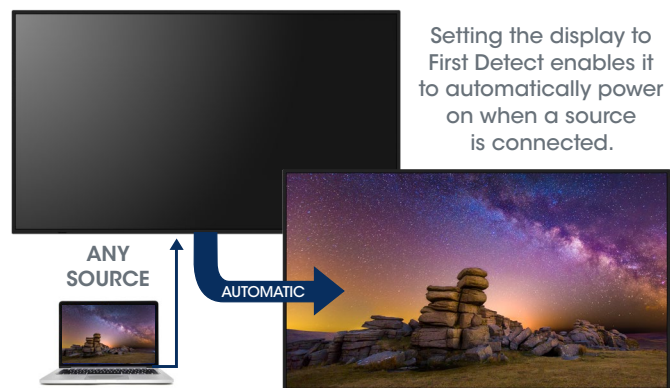 Setting the display to
First Detect enables it
to automatically power
on when a source
is connected.
ANY
SOURCE
AUTOMATIC